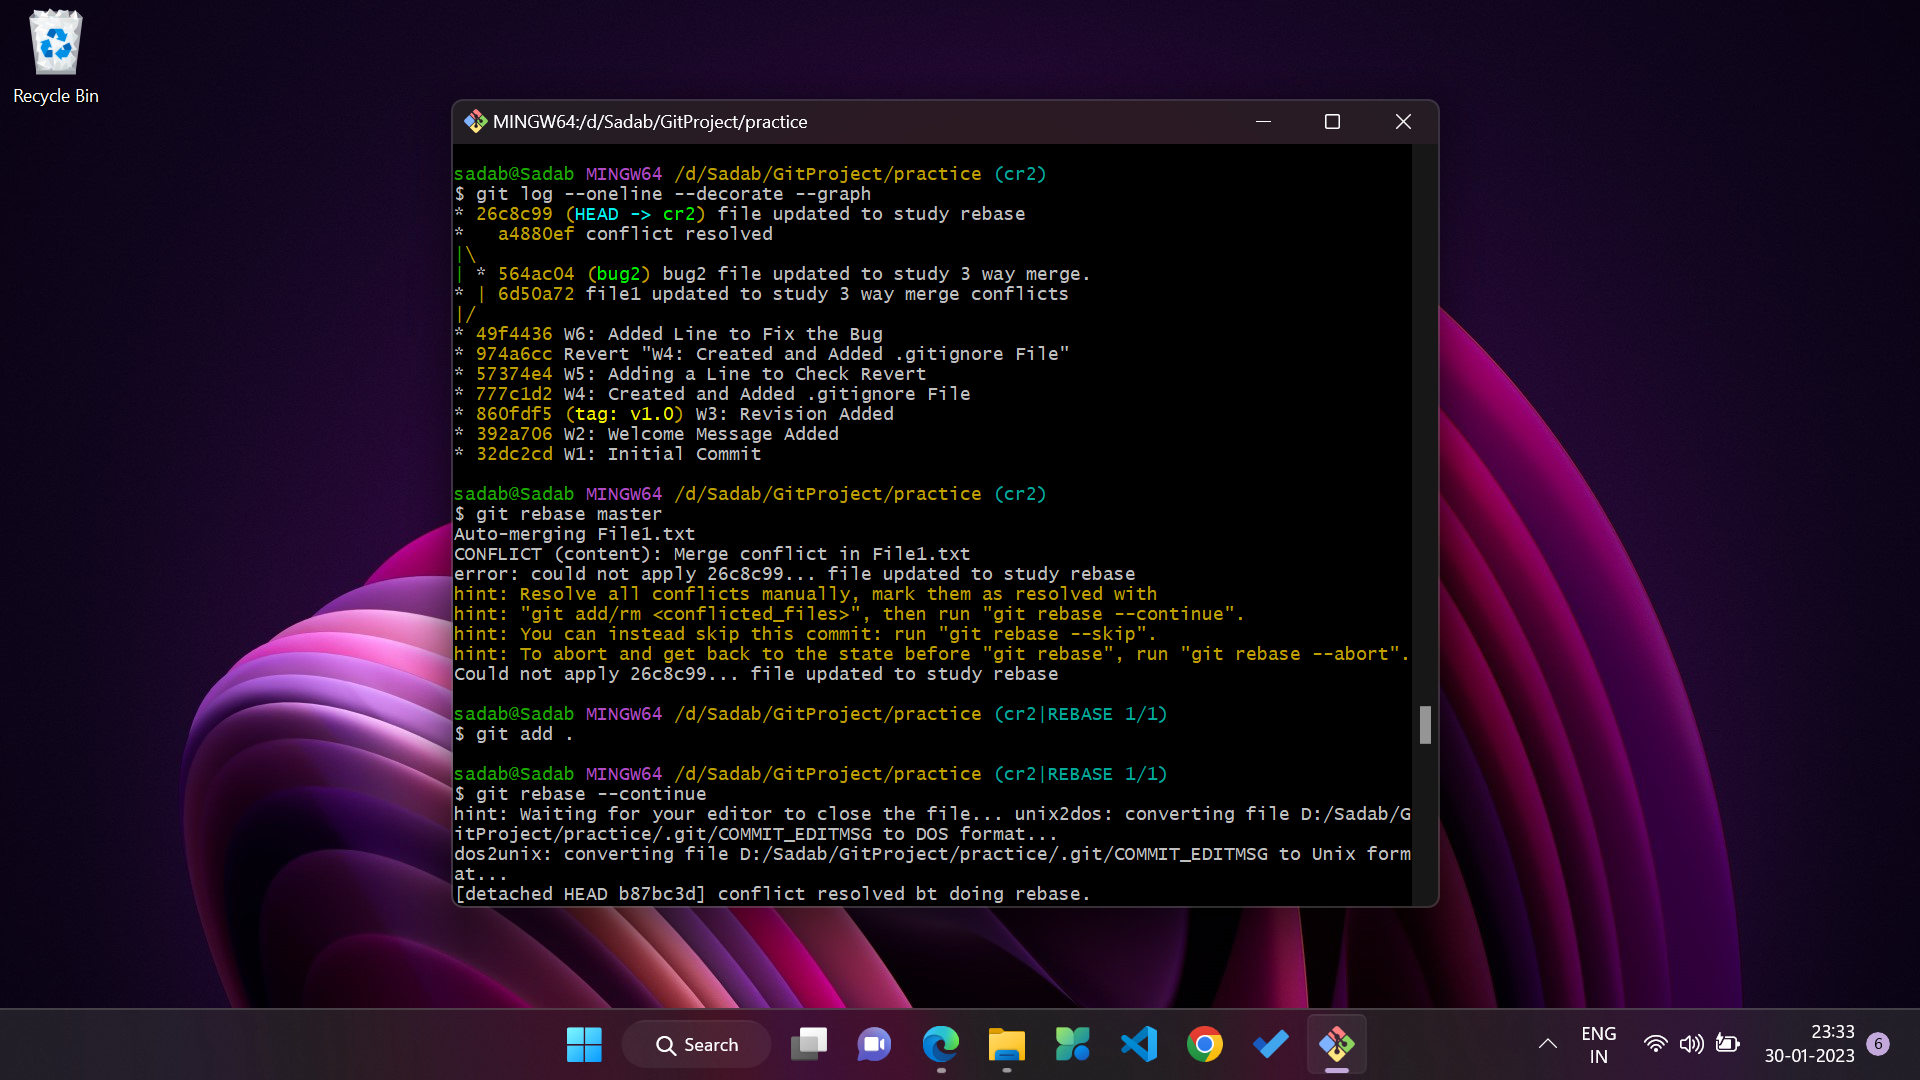 Recycle Bin
MINGW64:/d/Sadab/GitProject/practice
sadab@Sadab MINGW64 /d/Sadab/GitProject/practice (cr2)
$ git log --oneline --decorate --graph
* 26c8c99 (HEAD -> cr2) file updated to study rebase
*   a4880ef conflict resolved
|\
| * 564ac04 (bug2) bug2 file updated to study 3 way merge.
* | 6d50a72 file1 updated to study 3 way merge conflicts
|/
* 49f4436 W6: Added Line to Fix the Bug
* 974a6cc Revert "W4: Created and Added .gitignore File"
* 57374e4 W5: Adding a Line to Check Revert
* 777c1d2 W4: Created and Added .gitignore File
* 860fdf5 (tag: v1.0) W3: Revision Added
* 392a706 W2: Welcome Message Added
* 32dc2cd W1: Initial Commit
sadab@Sadab MINGW64 /d/Sadab/GitProject/practice (cr2)
$ git rebase master
Auto-merging File1.txt
CONFLICT (content): Merge conflict in File1.txt
error: could not apply 26c8c99... file updated to study rebase
hint: Resolve all conflicts manually, mark them as resolved with
hint: "git add/rm <conflicted_files>", then run "git rebase --continue".
hint: You can instead skip this commit: run "git rebase --skip".
hint: To abort and get back to the state before "git rebase", run "git rebase --abort".
Could not apply 26c8c99... file updated to study rebase
sadab@Sadab MINGW64 /d/Sadab/GitProject/practice (cr2|REBASE 1/1)
$ git add .
sadab@Sadab MINGW64 /d/Sadab/GitProject/practice (cr2|REBASE 1/1)
$ git rebase --continue
hint: Waiting for your editor to close the file... unix2dos: converting file D:/Sadab/G
itProject/practice/.git/COMMIT_EDITMSG to DOS format...
dos2unix: converting file D:/Sadab/GitProject/practice/.git/COMMIT_EDITMSG to Unix form
at...
[detached HEAD b87bc3d] conflict resolved bt doing rebase.
Search
ENG
IN
23:33
30-01-2023
6